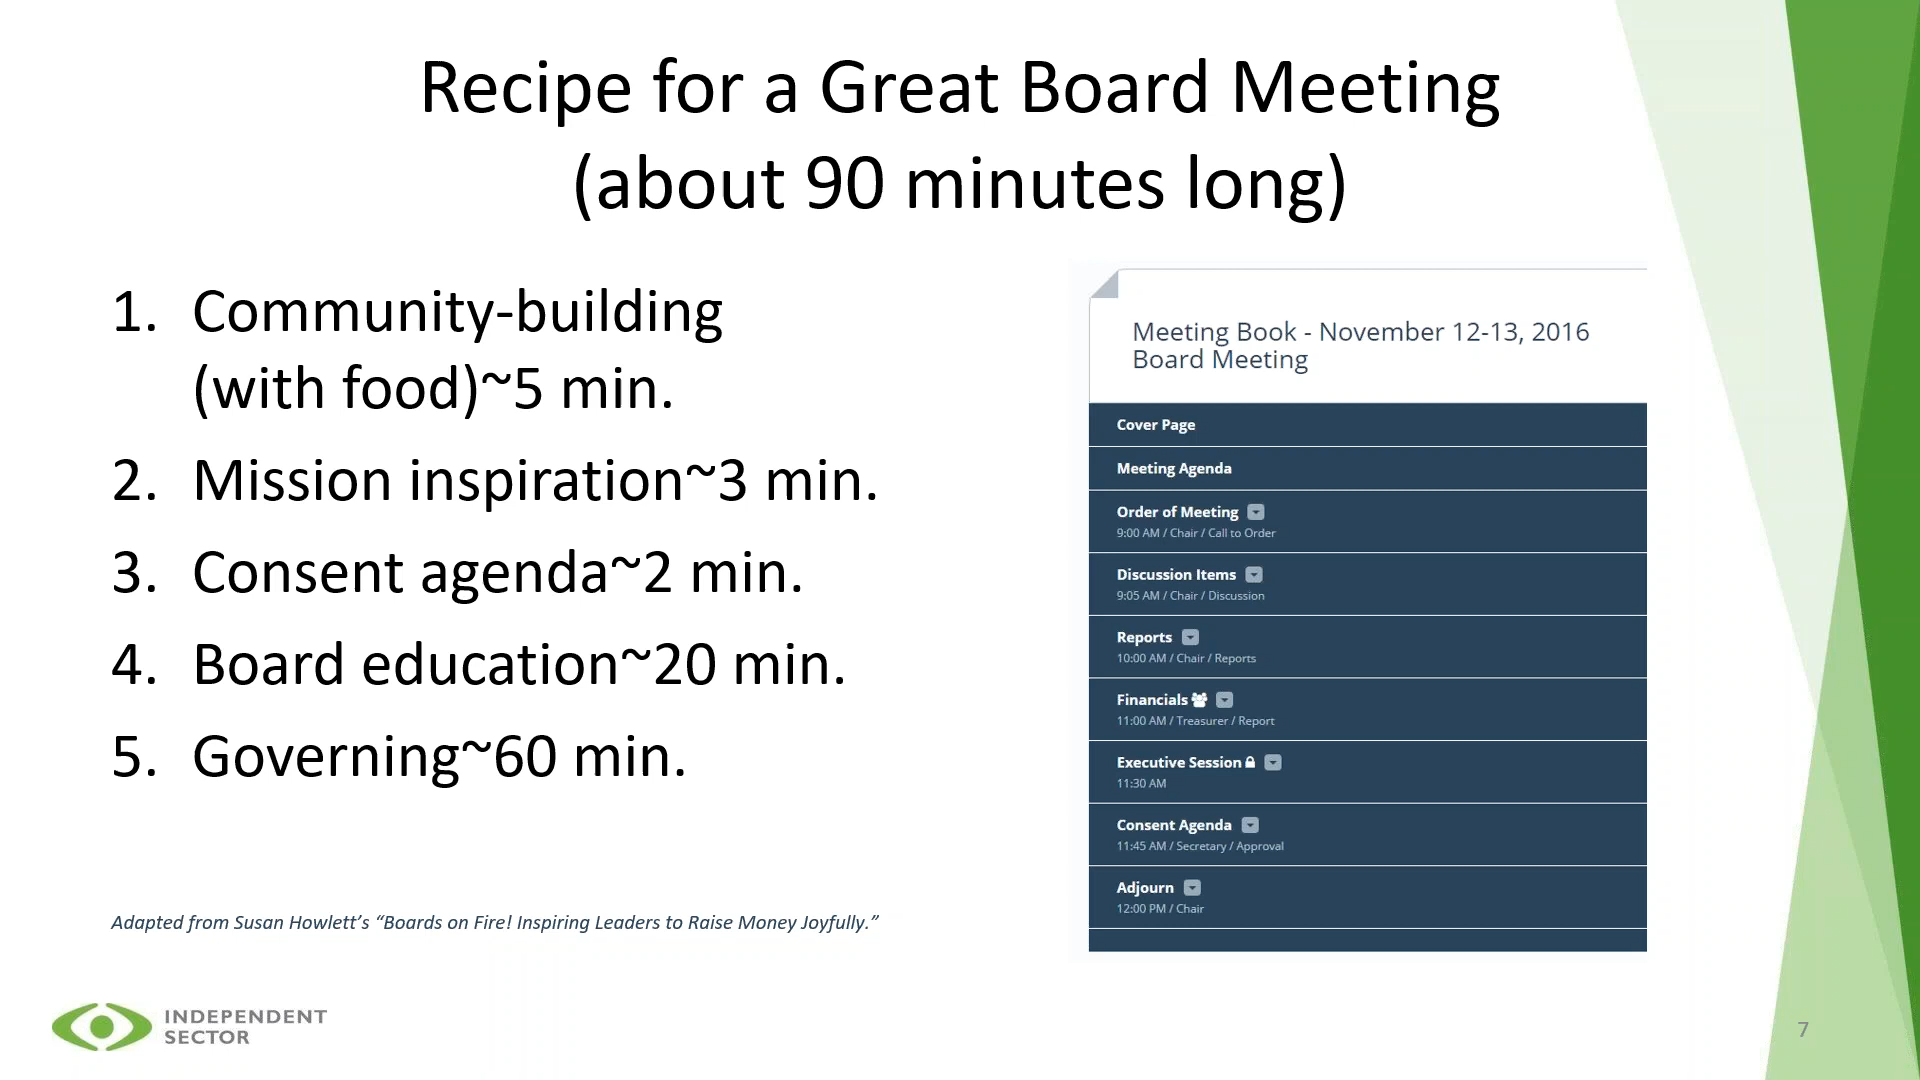 Recipe for a Great Board Meeting
(about 90 minutes long)
1. Community-building
(with food)~5 min.
2. Mission inspiration~3 min.
3. Consent agenda~2 min.
4. Board education~20 min.
5. Governing~60 min.
Adapted from Susan Howlett’s “Boards on Fire! Inspiring Leaders to Raise Money Joyfully.”
Meeting Book - November 12-13, 2016
Board Meeting
Cover Page
Meeting Agenda
Order of Meeting
9:00 AM / Chair / Call to Order
Discussion Items
9:05 AM / Chair / Discussion
Reports
10:00 AM / Chair / Reports
Financials
11:00 AM / Treasurer / Report
Executive Session
11:30 AM
Consent Agenda
11:45 AM / Secretary / Approval
Adjourn
12:00 PM / Chair
INDEPENDENT
SECTOR
7